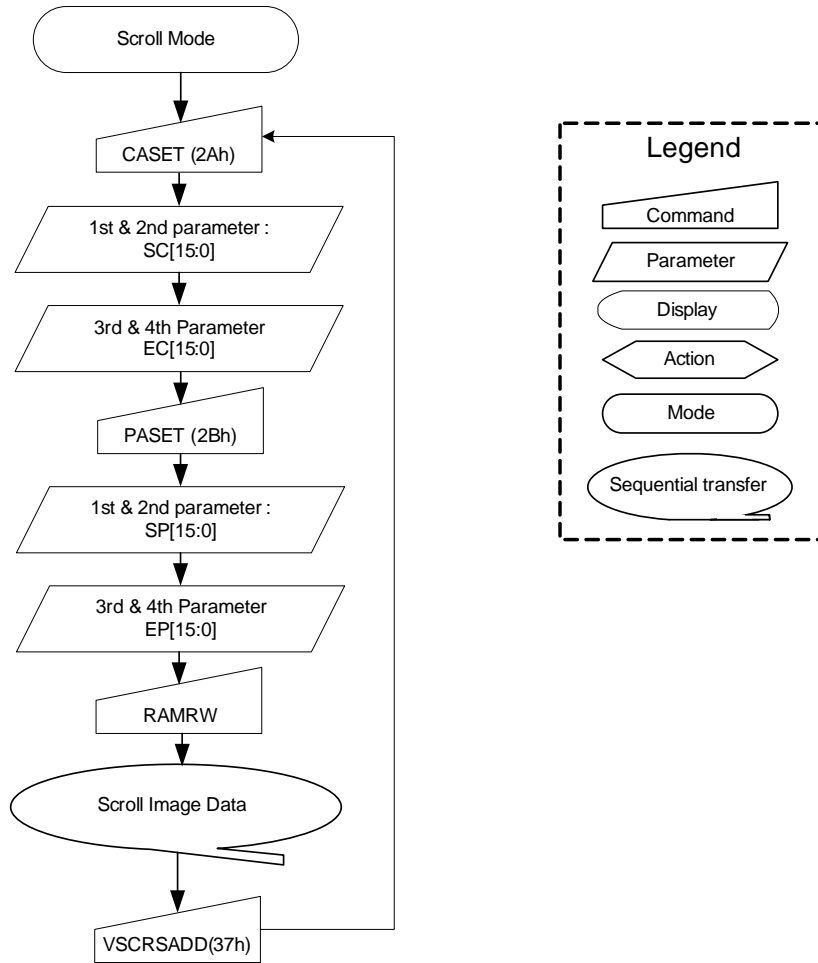 Scroll Mode
CASET (2Ah)
1st & 2nd parameter :
SC[15:0]
3rd & 4th Parameter
EC[15:0]
PASET (2Bh)
1st & 2nd parameter :
SP[15:0]
3rd & 4th Parameter
EP[15:0]
RAMRW
Scroll Image Data
VSCRSADD(37h)
Legend
Command
Parameter
Display
Action
Mode
Sequential transfer